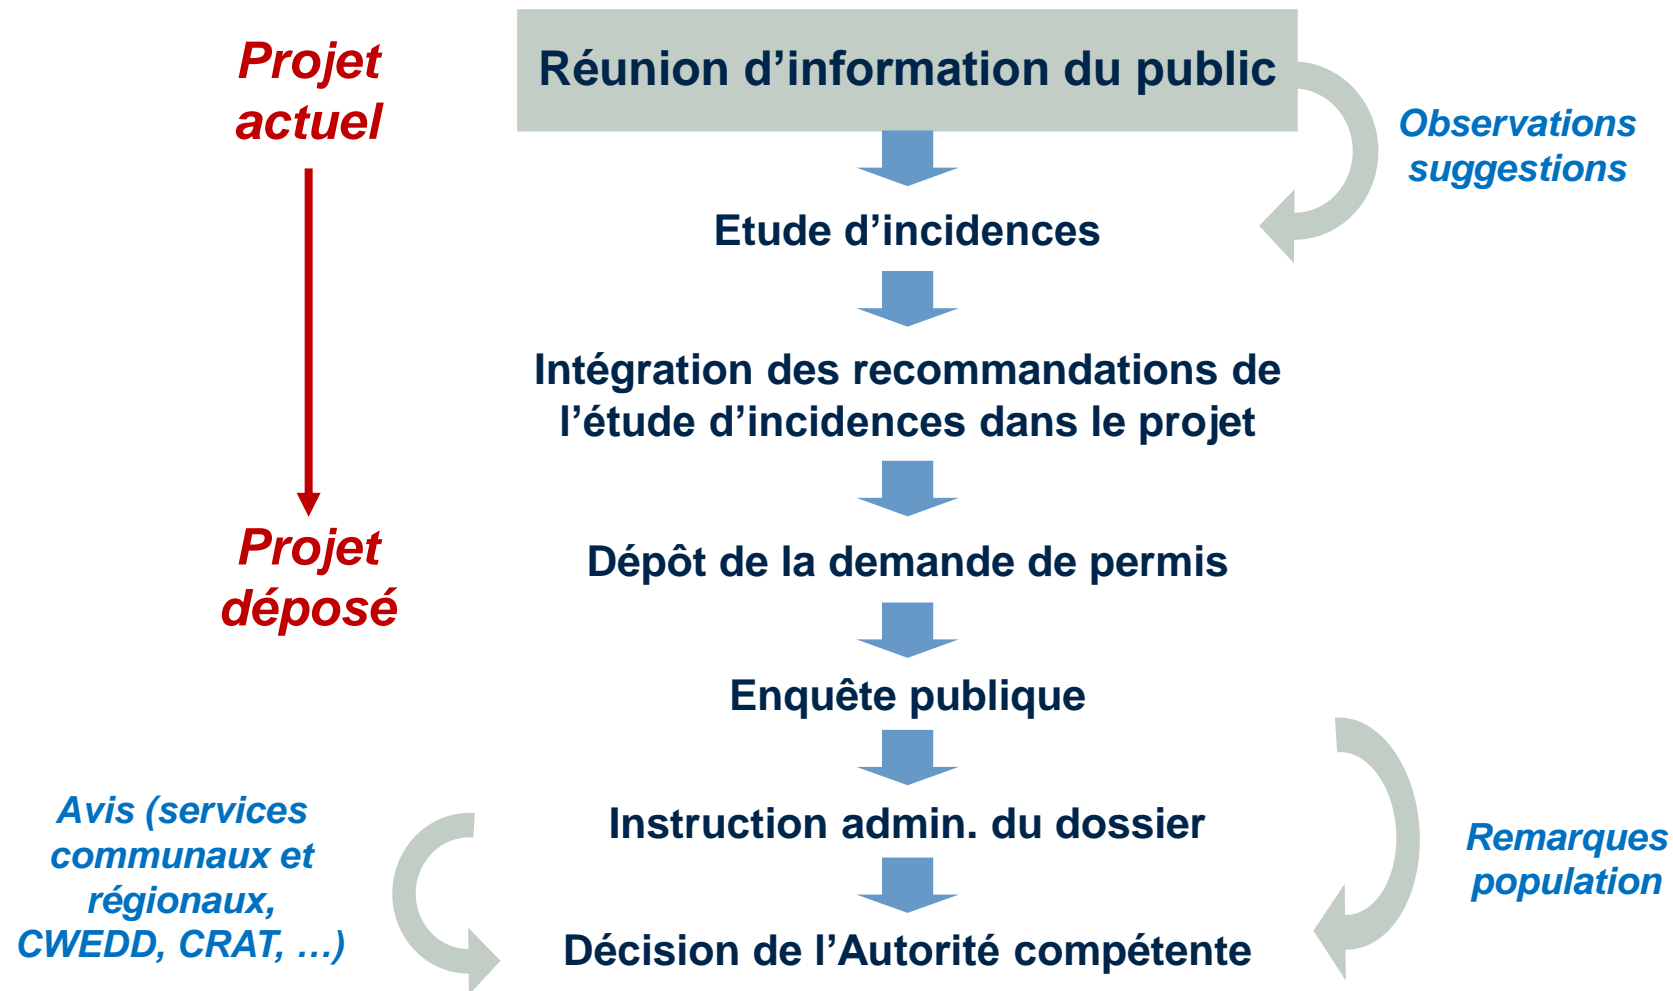 Projet
actuel
Réunion d’information du public
Observations
suggestions
Etude d’incidences
Intégration des recommandations de
l’étude d’incidences dans le projet
Projet
déposé
Dépôt de la demande de permis
Enquête publique
Avis (services
communaux et
régionaux,
CWEDD, CRAT, …)
Instruction admin. du dossier
Remarques
population
Décision de l’Autorité compétente